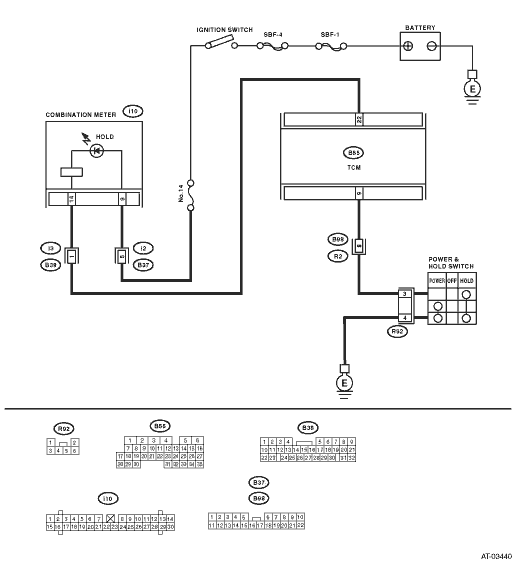 IGNITION SWITCH
SBF-4
SBF-1
BATTERY
E
COMBINATION METER
i10
HOLD
14
9
No.14
22
B55
TCM
9
I3
B38
1
5
I2
B37
B98
R2
8
POWER &
HOLD SWITCH
POWER OFF HOLD
3
4
R92
E
R92
1 2
3 4 5 6
B55
1 2 3 4 5 6
7 8 9 10 11 12 13 14 15 16
17 18 19 20 21 22 23 24 25 26 27
28 29 30 31 32 33 34 35
B38
1 2 3 4 5 6 7 8 9
10 11 12 13 14 15 16 17 18 19 20 21
22 23 24 25 26 27 28 29 30 31 32
B37
B98
1 2 3 4 5 6 7 8 9 10
11 12 13 14 15 16 17 18 19 20 21 22
i10
1 2 3 4 5 6 7 8 9 10 11 12 13 14
15 16 17 18 19 20 21 22 23 24 25 26 27 28 29 30
AT-03440